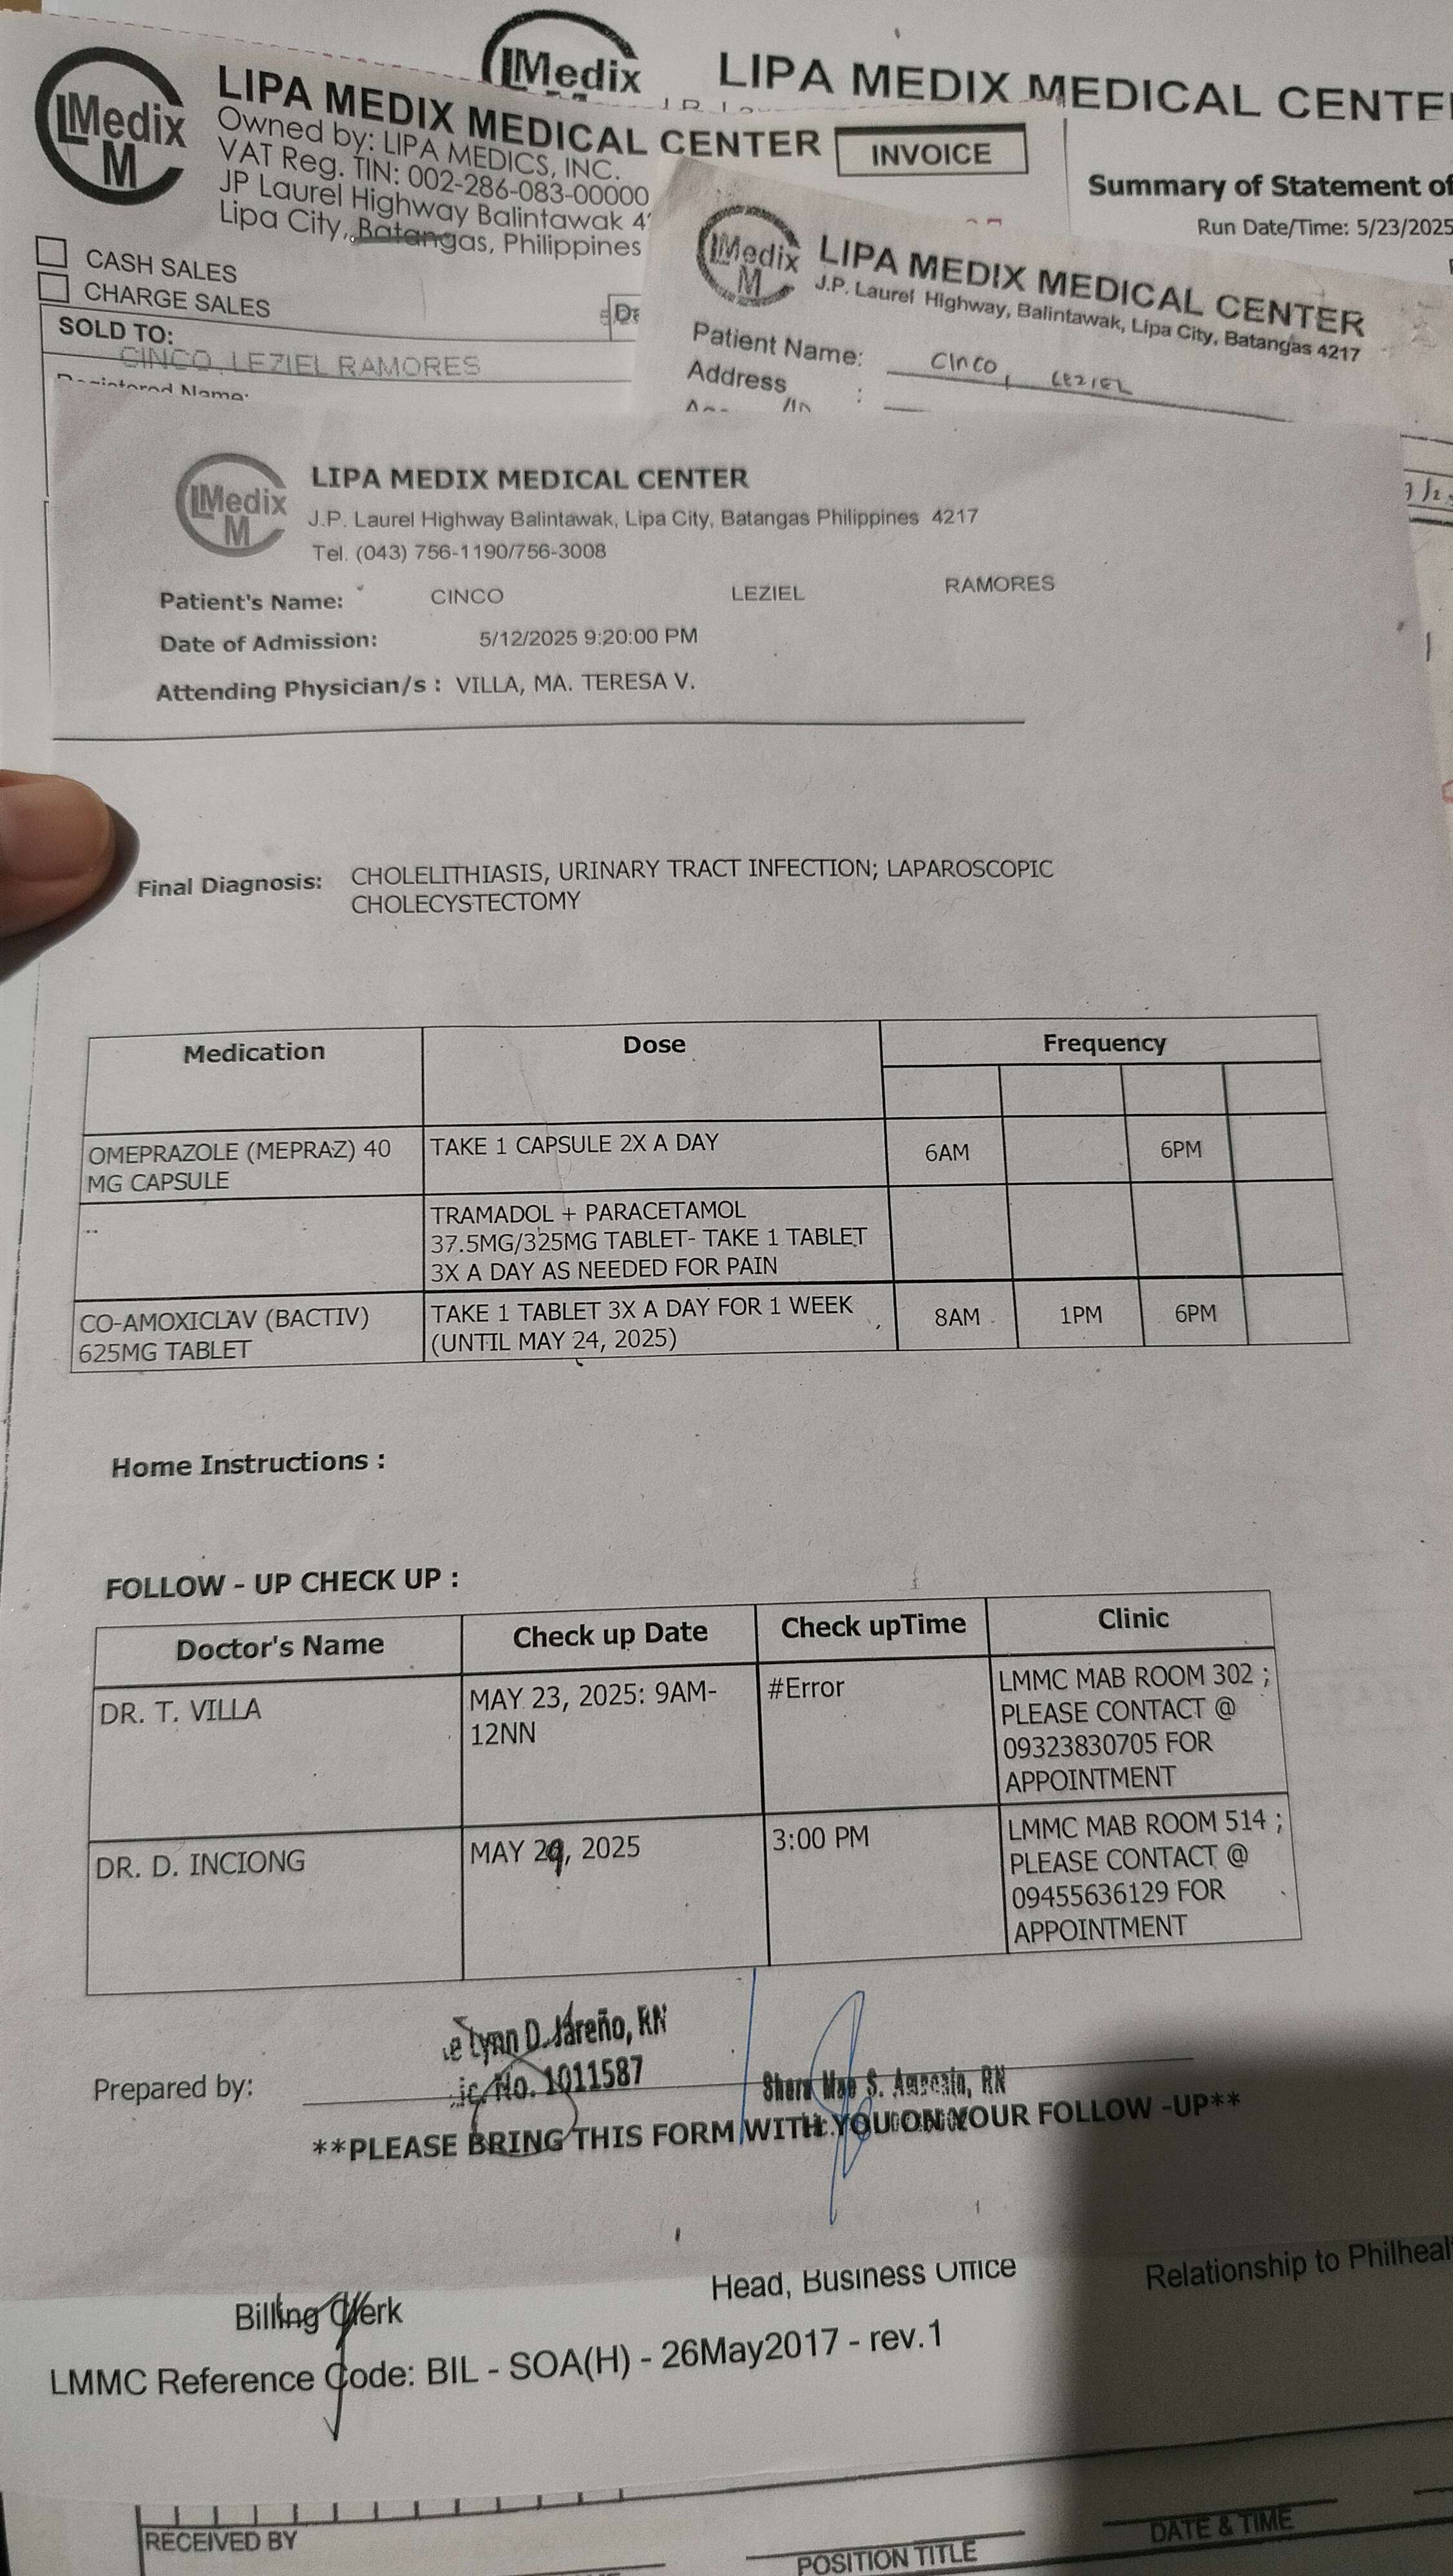 LMedix
M
LIPA MEDIX MEDICAL CENTER
Summary of Statement of
Run Date/Time: 5/23/2025
LMedix
M
LIPA MEDIX MEDICAL CENTER
Owned by: LIPA MEDICS, INC.
VAT Reg. TIN: 002-286-083-00000
JP Laurel Highway Balintawak
Lipa City, Batangas, Philippines
INVOICE
CASH SALES
CHARGE SALES
SOLD TO:
CINCO, LEZIEL RAMORES
Registered Name:
LMedix
M
LIPA MEDIX MEDICAL CENTER
J.P. Laurel Highway, Balintawak, Lipa City, Batangas 4217
Patient Name: Cinco, LEZIEL
Address :
LMedix
M
LIPA MEDIX MEDICAL CENTER
J.P. Laurel Highway Balintawak, Lipa City, Batangas Philippines 4217
Tel. (043) 756-1190/756-3008
Patient's Name: CINCO LEZIEL RAMORES
Date of Admission: 5/12/2025 9:20:00 PM
Attending Physician/s : VILLA, MA. TERESA V.
Final Diagnosis: CHOLELITHIASIS, URINARY TRACT INFECTION; LAPAROSCOPIC
CHOLECYSTECTOMY
Medication Dose Frequency
OMEPRAZOLE (MEPRAZ) 40 TAKE 1 CAPSULE 2X A DAY 6AM 6PM
MG CAPSULE
.. TRAMADOL + PARACETAMOL
37.5MG/325MG TABLET- TAKE 1 TABLET
3X A DAY AS NEEDED FOR PAIN
CO-AMOXICLAV (BACTIV) TAKE 1 TABLET 3X A DAY FOR 1 WEEK 8AM 1PM 6PM
625MG TABLET (UNTIL MAY 24, 2025)
Home Instructions :
FOLLOW - UP CHECK UP :
Doctor's Name Check up Date Check upTime Clinic
DR. T. VILLA MAY 23, 2025: 9AM- #Error LMMC MAB ROOM 302 ;
12NN PLEASE CONTACT @
09323830705 FOR
APPOINTMENT
DR. D. INCIONG MAY 29, 2025 3:00 PM LMMC MAB ROOM 514 ;
PLEASE CONTACT @
09455636129 FOR
APPOINTMENT
Lynn D. Jareño, RN
No. 1011587
Prepared by: S. RN
**PLEASE BRING THIS FORM WITH YOU ON YOUR FOLLOW -UP**
Billing Clerk Head, Business Office Relationship to
LMMC Reference Code: BIL - SOA(H) - 26May2017 - rev.1
RECEIVED BY POSITION TITLE DATE & TIME